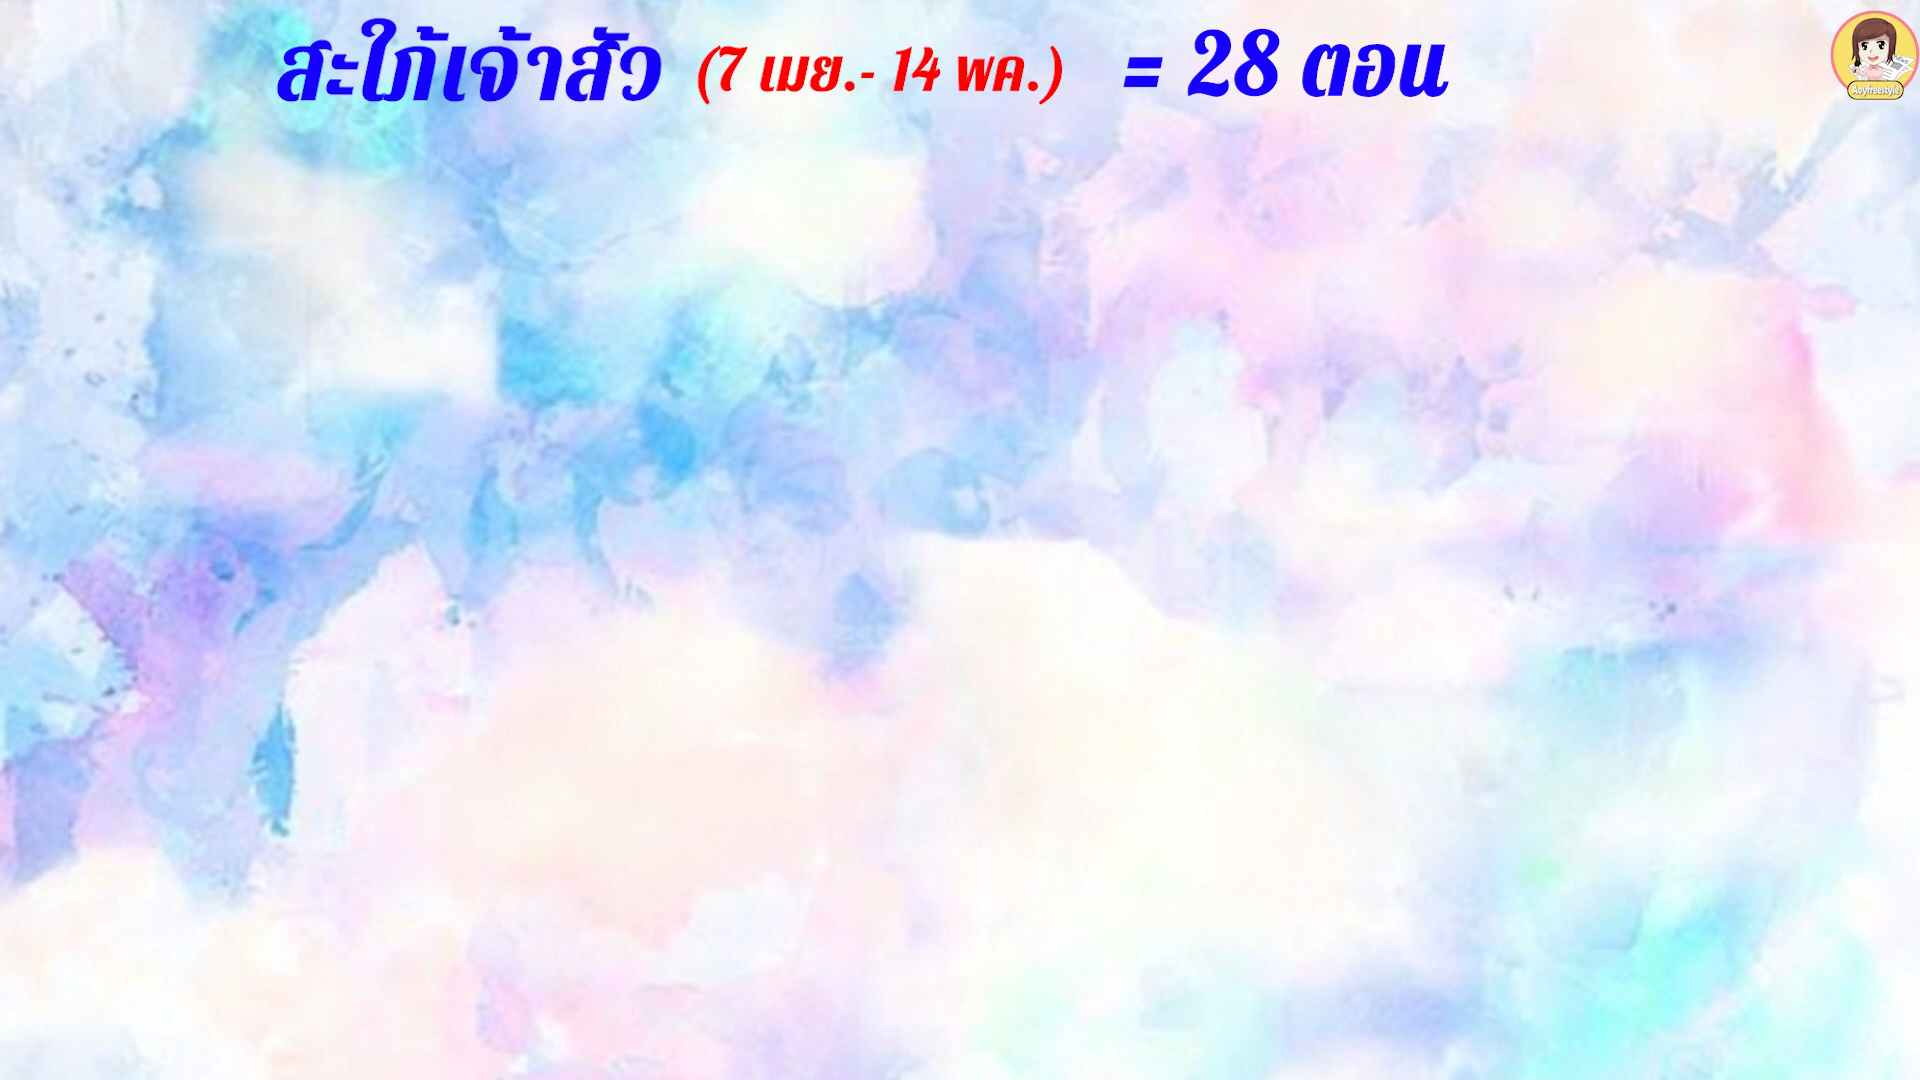 สะใภ้เจ้าสัว (7 เมย.- 14 พค.) = 28 ตอน
Aoyfreestyle